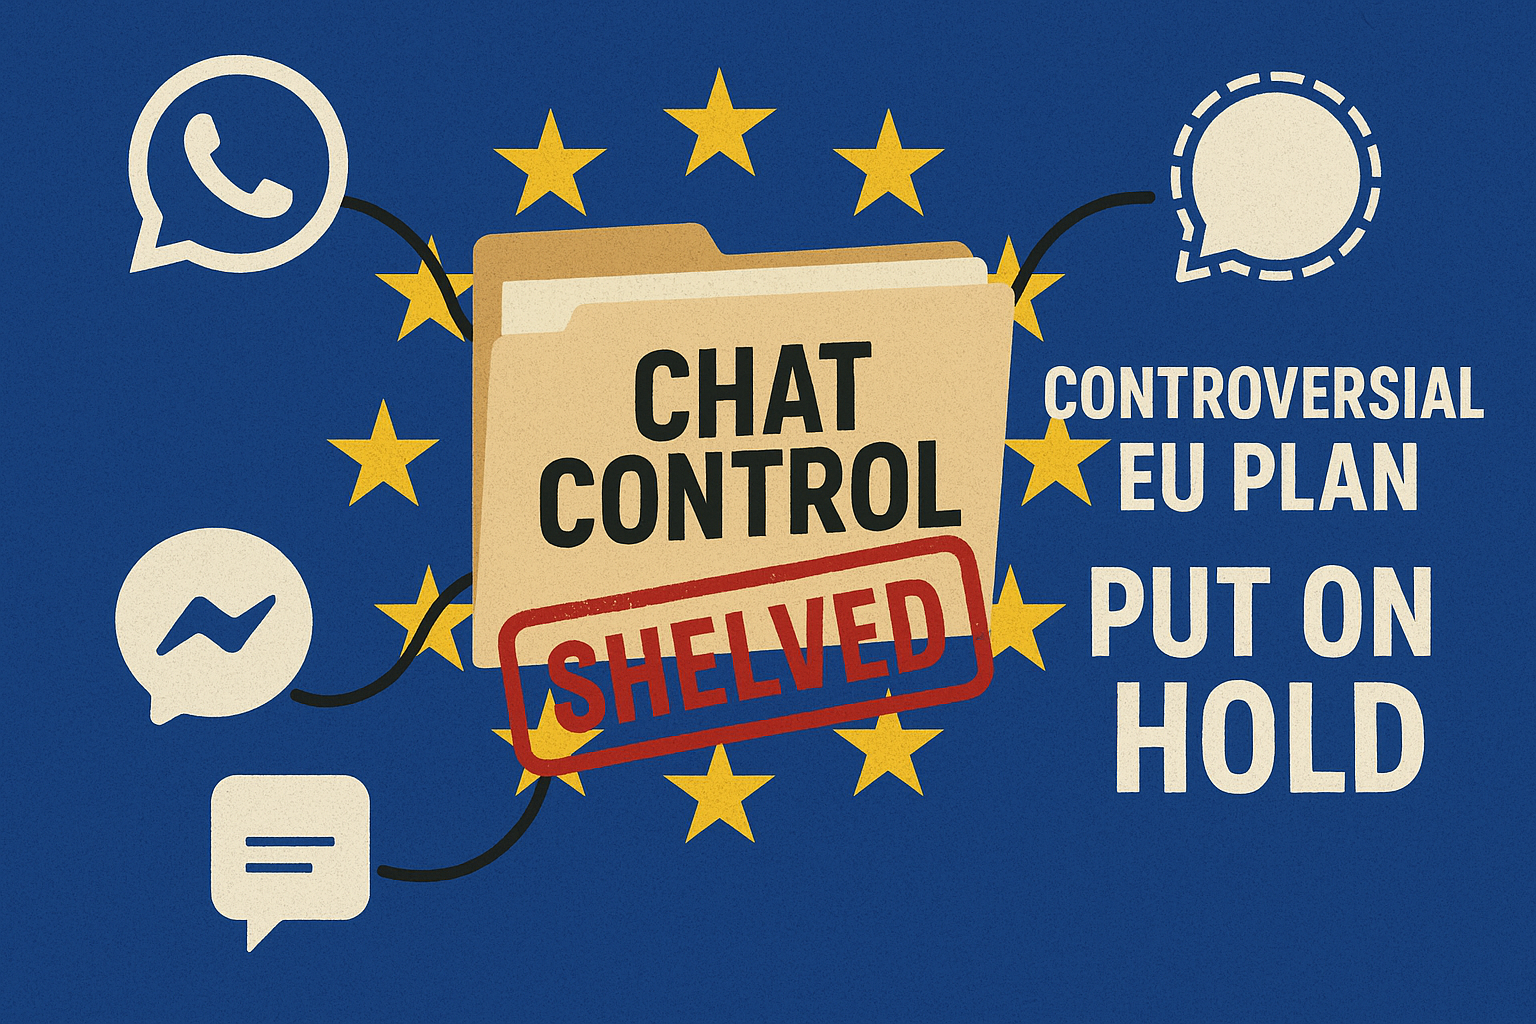 CHAT
CONTROL
SHELVED
CONTROVERSIAL
EU PLAN
PUT ON
HOLD